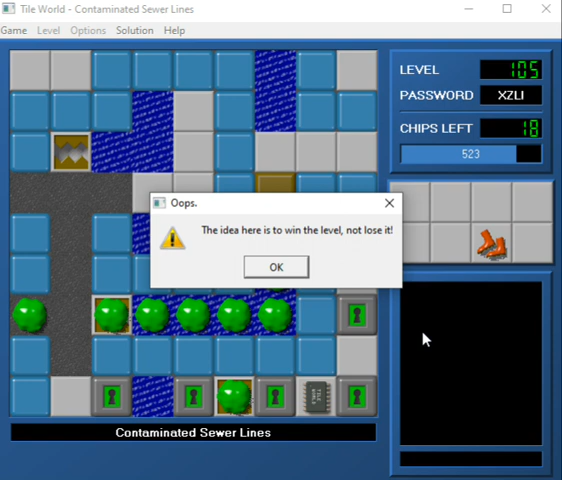 Tile World - Contaminated Sewer Lines
Game Level Options Solution Help
LEVEL 105
PASSWORD XZLI
CHIPS LEFT 18
523
Oops.
The idea here is to win the level, not lose it!
OK
Contaminated Sewer Lines